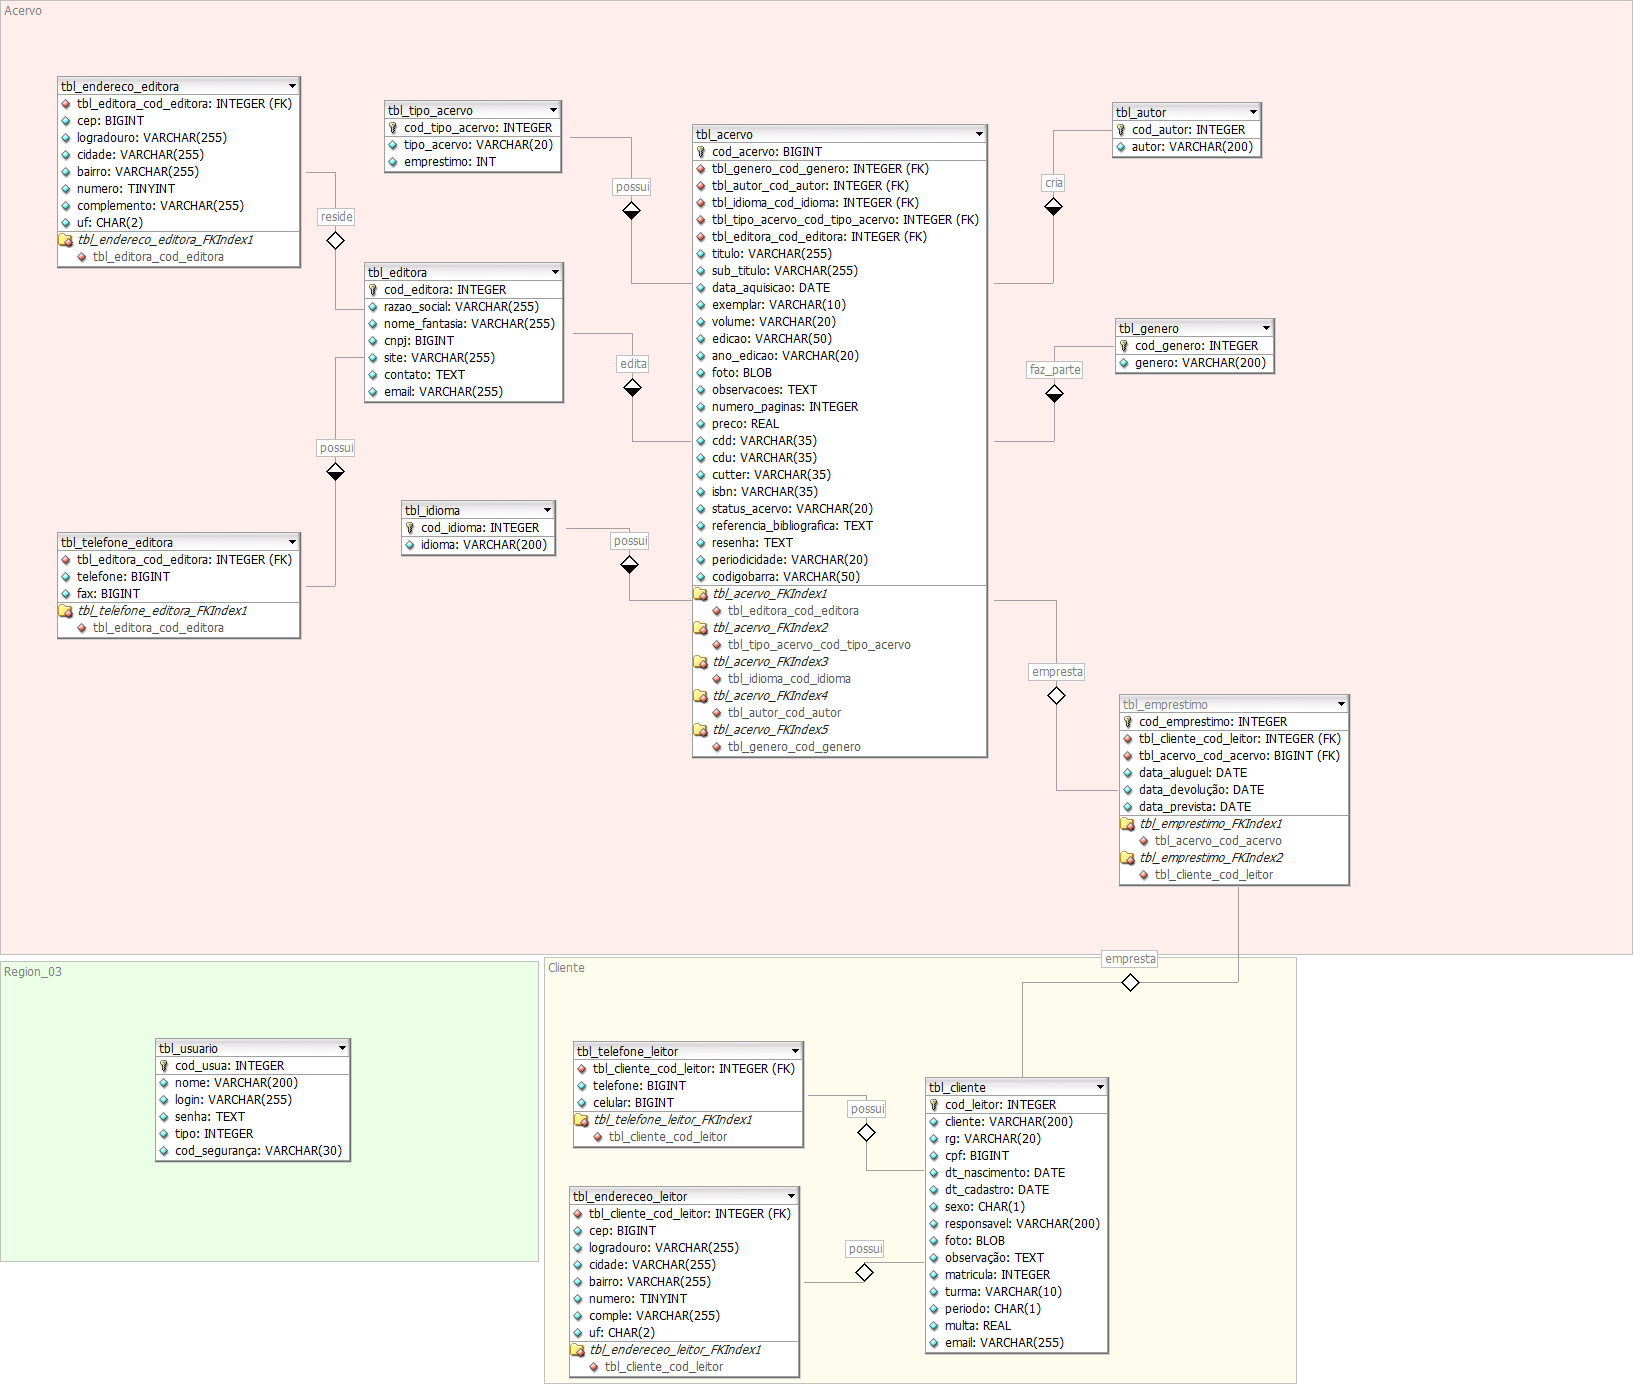 Acervo
tbl_endereco_editora
tbl_editora_cod_editora: INTEGER (FK)
cep: BIGINT
logradouro: VARCHAR(255)
cidade: VARCHAR(255)
bairro: VARCHAR(255)
numero: TINYINT
complemento: VARCHAR(255)
uf: CHAR(2)
tbl_endereco_editora_FKIndex1
tbl_editora_cod_editora
reside
tbl_tipo_acervo
cod_tipo_acervo: INTEGER
tipo_acervo: VARCHAR(20)
emprestimo: INT
possui
tbl_editora
cod_editora: INTEGER
razao_social: VARCHAR(255)
nome_fantasia: VARCHAR(255)
cnpj: BIGINT
site: VARCHAR(255)
contato: TEXT
email: VARCHAR(255)
edita
possui
tbl_telefone_editora
tbl_editora_cod_editora: INTEGER (FK)
telefone: BIGINT
fax: BIGINT
tbl_telefone_editora_FKIndex1
tbl_editora_cod_editora
tbl_idioma
cod_idioma: INTEGER
idioma: VARCHAR(200)
possui
tbl_acervo
cod_acervo: BIGINT
tbl_genero_cod_genero: INTEGER (FK)
tbl_autor_cod_autor: INTEGER (FK)
tbl_idioma_cod_idioma: INTEGER (FK)
tbl_tipo_acervo_cod_tipo_acervo: INTEGER (FK)
tbl_editora_cod_editora: INTEGER (FK)
titulo: VARCHAR(255)
sub_titulo: VARCHAR(255)
data_aquisicao: DATE
exemplar: VARCHAR(10)
volume: VARCHAR(20)
edicao: VARCHAR(50)
ano_edicao: VARCHAR(20)
foto: BLOB
observacoes: TEXT
numero_paginas: INTEGER
preco: REAL
cdd: VARCHAR(35)
cdu: VARCHAR(35)
cutter: VARCHAR(35)
isbn: VARCHAR(35)
status_acervo: VARCHAR(20)
referencia_bibliografica: TEXT
resenha: TEXT
periodicidade: VARCHAR(20)
codigobarra: VARCHAR(50)
tbl_acervo_FKIndex1
tbl_editora_cod_editora
tbl_acervo_FKIndex2
tbl_tipo_acervo_cod_tipo_acervo
tbl_acervo_FKIndex3
tbl_idioma_cod_idioma
tbl_acervo_FKIndex4
tbl_autor_cod_autor
tbl_acervo_FKIndex5
tbl_genero_cod_genero
tbl_autor
cod_autor: INTEGER
autor: VARCHAR(200)
cria
tbl_genero
cod_genero: INTEGER
genero: VARCHAR(200)
faz_parte
empresta
tbl_emprestimo
cod_emprestimo: INTEGER
tbl_cliente_cod_leitor: INTEGER (FK)
tbl_acervo_cod_acervo: BIGINT (FK)
data_aluguel: DATE
data_devolução: DATE
data_prevista: DATE
tbl_emprestimo_FKIndex1
tbl_acervo_cod_acervo
tbl_emprestimo_FKIndex2
tbl_cliente_cod_leitor
empresta
Region_03
tbl_usuario
cod_usua: INTEGER
nome: VARCHAR(200)
login: VARCHAR(255)
senha: TEXT
tipo: INTEGER
cod_segurança: VARCHAR(30)
Cliente
tbl_telefone_leitor
tbl_cliente_cod_leitor: INTEGER (FK)
telefone: BIGINT
celular: BIGINT
tbl_telefone_leitor_FKIndex1
tbl_cliente_cod_leitor
possui
tbl_endereceo_leitor
tbl_cliente_cod_leitor: INTEGER (FK)
cep: BIGINT
logradouro: VARCHAR(255)
cidade: VARCHAR(255)
bairro: VARCHAR(255)
numero: TINYINT
comple: VARCHAR(255)
uf: CHAR(2)
tbl_endereceo_leitor_FKIndex1
tbl_cliente_cod_leitor
possui
tbl_cliente
cod_leitor: INTEGER
cliente: VARCHAR(200)
rg: VARCHAR(20)
cpf: BIGINT
dt_nascimento: DATE
dt_cadastro: DATE
sexo: CHAR(1)
responsavel: VARCHAR(200)
foto: BLOB
observação: TEXT
matricula: INTEGER
turma: VARCHAR(10)
periodo: CHAR(1)
multa: REAL
email: VARCHAR(255)